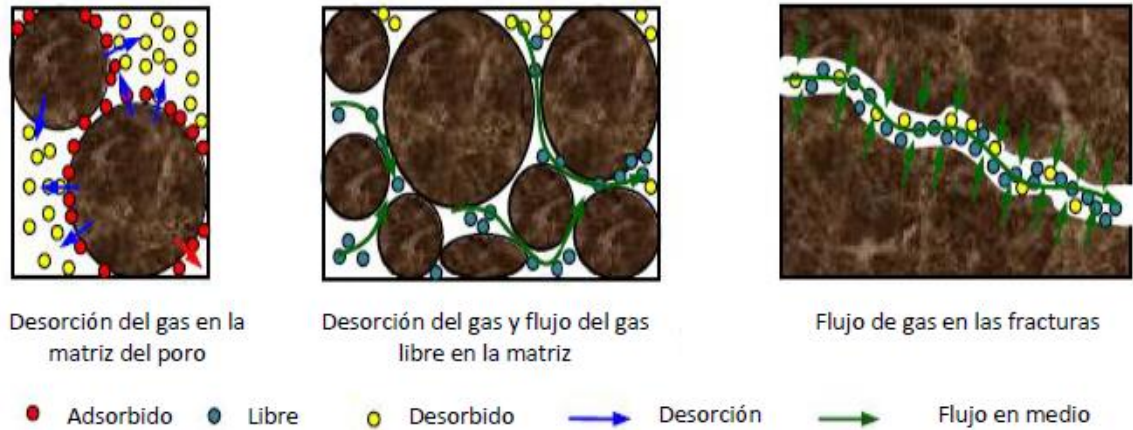 Desorción del gas en la
matriz del poro
Desorción del gas y flujo del gas
libre en la matriz
Flujo de gas en las fracturas
Adsorbido Libre Desorbido Desorción Flujo en medio